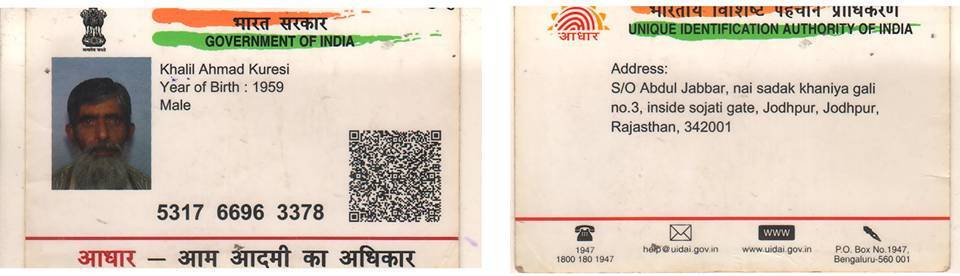 भारत सरकार
GOVERNMENT OF INDIA
Khalil Ahmad Kuresi
Year of Birth : 1959
Male
5317 6696 3378
आधार – आम आदमी का अधिकार
भारतीय विशिष्ट पहचान प्राधिकरण
आधार
UNIQUE IDENTIFICATION AUTHORITY OF INDIA
Address:
S/O Abdul Jabbar, nai sadak khaniya gali
no.3, inside sojati gate, Jodhpur, Jodhpur,
Rajasthan, 342001
WWW
1947
1800 180 1947
help@uidai.gov.in
www.uidai.gov.in
P.O. Box No.1947,
Bengaluru-560 001